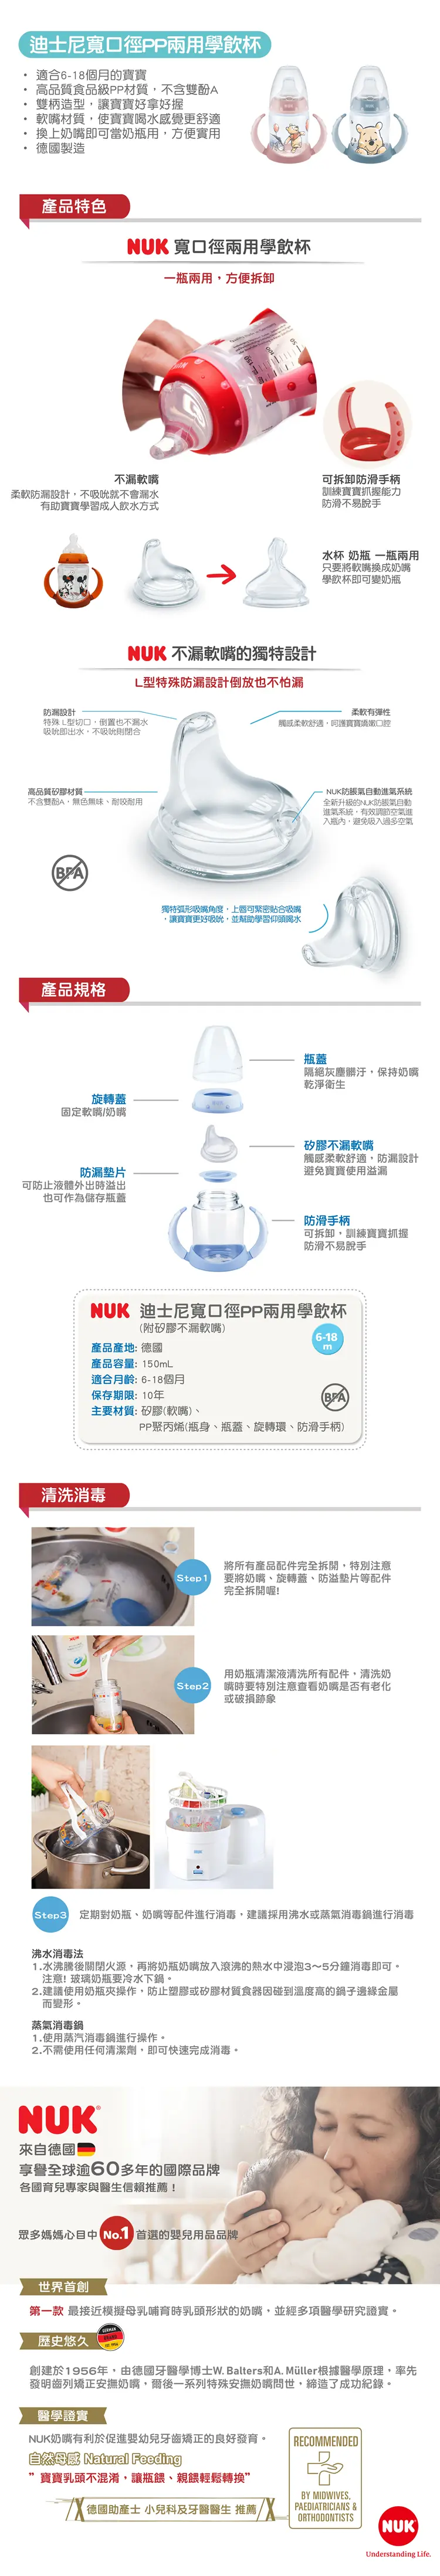 迪士尼寬口徑PP兩用學飲杯
• 適合6-18個月的寶寶
• 高品質食品級PP材質，不含雙酚A
• 雙柄造型，讓寶寶好拿好握
• 軟嘴材質，使寶寶喝水感覺更舒適
• 換上奶嘴即可當奶瓶用，方便實用
• 德國製造
產品特色
NUK 寬口徑兩用學飲杯
一瓶兩用，方便拆卸
不漏軟嘴
柔軟防漏設計，不吸吮就不會漏水
有助寶寶學習成人飲水方式
可拆卸防滑手柄
訓練寶寶抓握能力
防滑不易脫手
水杯 奶瓶 一瓶兩用
只要將軟嘴換成奶嘴
學飲杯即可變奶瓶
NUK 不漏軟嘴的獨特設計
L型特殊防漏設計倒放也不怕漏
防漏設計
特殊 L型切口，倒置也不漏水
吸吮即出水，不吸吮則閉合
柔軟有彈性
觸感柔軟舒適，呵護寶寶嬌嫩口腔
高品質矽膠材質
不含雙酚A，無色無味、耐咬耐用
NUK防脹氣自動進氣系統
全新升級的NUK防脹氣自動
進氣系統，有效調節空氣進
入瓶內，避免吸入過多空氣
BPA
獨特弧形吸嘴角度，上唇可緊密貼合吸嘴
，讓寶寶更好吸吮，並幫助學習仰頭喝水
產品規格
瓶蓋
隔絕灰塵髒汙，保持奶嘴
乾淨衛生
旋轉蓋
固定軟嘴/奶嘴
矽膠不漏軟嘴
觸感柔軟舒適，防漏設計
避免寶寶使用溢漏
防漏墊片
可防止液體外出時溢出
也可作為儲存瓶蓋
防滑手柄
可拆卸，訓練寶寶抓握
防滑不易脫手
NUK 迪士尼寬口徑PP兩用學飲杯
(附矽膠不漏軟嘴)
6-18
m
產品產地: 德國
產品容量: 150mL
適合月齡: 6-18個月
保存期限: 10年
主要材質: 矽膠(軟嘴)、
PP聚丙烯(瓶身、瓶蓋、旋轉環、防滑手柄)
BPA
清洗消毒
Step1
將所有產品配件完全拆開，特別注意
要將奶嘴、旋轉蓋、防溢墊片等配件
完全拆開喔!
Step2
用奶瓶清潔液清洗所有配件，清洗奶
嘴時要特別注意查看奶嘴是否有老化
或破損跡象
Step3
定期對奶瓶、奶嘴等配件進行消毒，建議採用沸水或蒸氣消毒鍋進行消毒
沸水消毒法
1.水沸騰後關閉火源，再將奶瓶奶嘴放入滾沸的熱水中浸泡3～5分鐘消毒即可。
注意! 玻璃奶瓶要冷水下鍋。
2.建議使用奶瓶夾操作，防止塑膠或矽膠材質食器因碰到溫度高的鍋子邊緣金屬
而變形。
蒸氣消毒鍋
1.使用蒸汽消毒鍋進行操作。
2.不需使用任何清潔劑，即可快速完成消毒。
NUK®
來自德國
享譽全球逾60多年的國際品牌
各國育兒專家與醫生信賴推薦！
眾多媽媽心目中No.1首選的嬰兒用品品牌
世界首創
第一款 最接近模擬母乳哺育時乳頭形狀的奶嘴，並經多項醫學研究證實。
歷史悠久
創建於1956年，由德國牙醫學博士W. Balters和A. Müller根據醫學原理，率先
發明齒列矯正安撫奶嘴，爾後一系列特殊安撫奶嘴問世，締造了成功紀錄。
醫學證實
NUK奶嘴有利於促進嬰幼兒牙齒矯正的良好發育。
自然母感 Natural Feeding
”寶寶乳頭不混淆，讓瓶餵、親餵輕鬆轉換”
德國助產士 小兒科及牙醫醫生 推薦
RECOMMENDED
BY MIDWIVES,
PAEDIATRICIANS &
ORTHODONTISTS
NUK
Understanding Life.